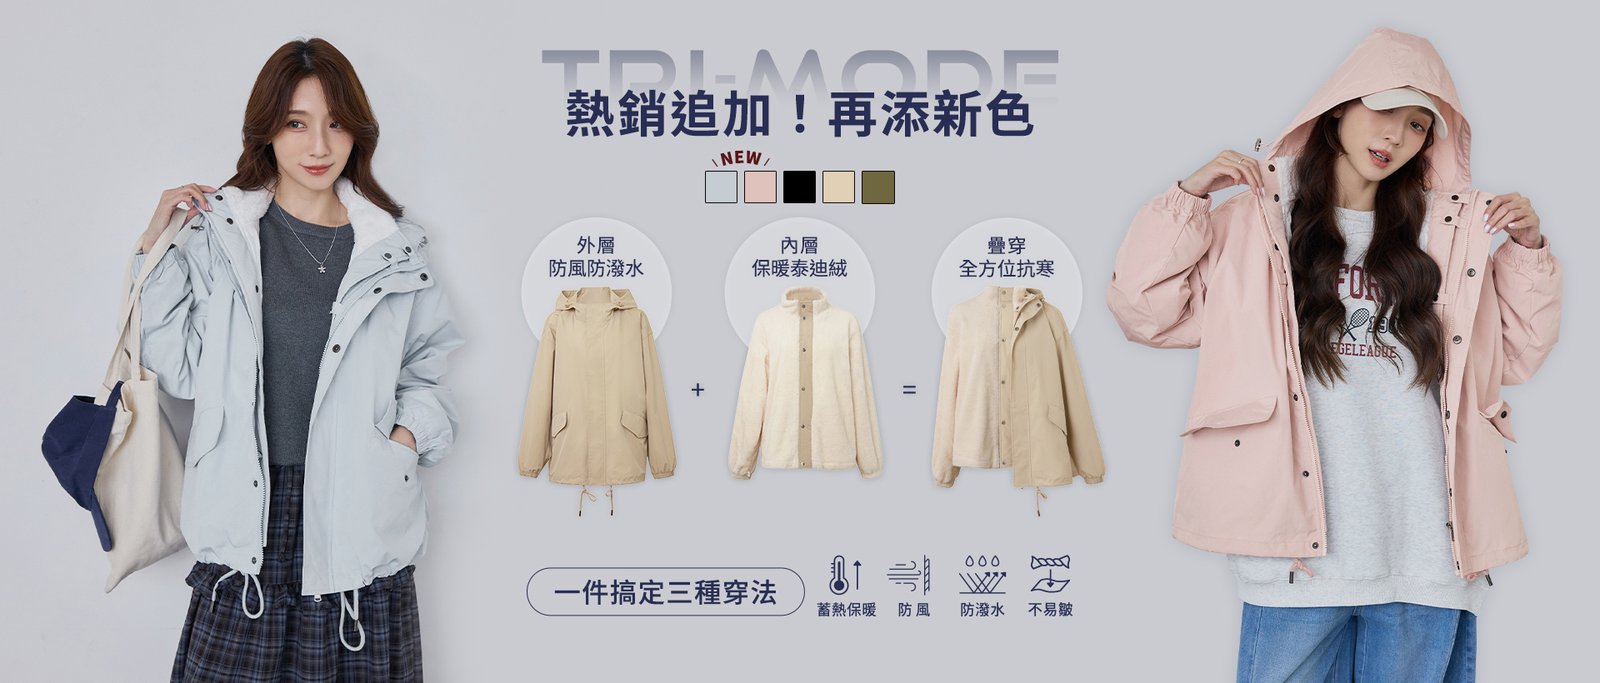 TRI-MODE
熱銷追加！再添新色
NEW
外層
防風防潑水
內層
保暖泰迪絨
疊穿
全方位抗寒
+
=
一件搞定三種穿法
蓄熱保暖
防風
防潑水
不易皺